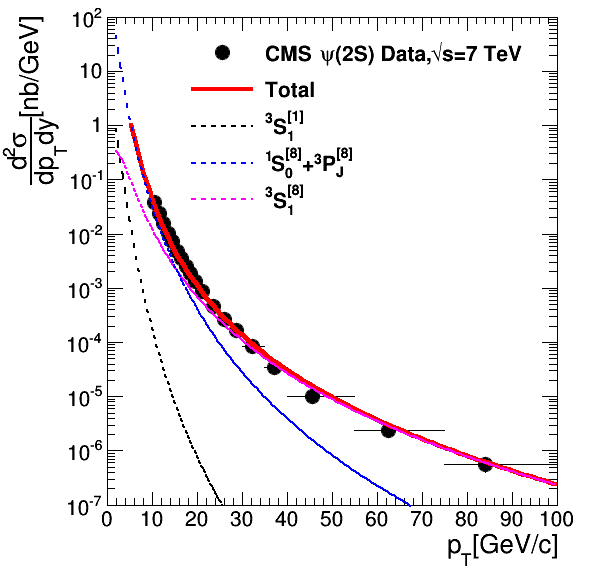 d²σ/dp_T dy [nb/GeV]
10²
10
1
10⁻¹
10⁻²
10⁻³
10⁻⁴
10⁻⁵
10⁻⁶
10⁻⁷
CMS ψ(2S) Data,√s=7 TeV
Total
³S₁^[1]
¹S₀^[8]+³P_J^[8]
³S₁^[8]
0 10 20 30 40 50 60 70 80 90 100
p_T[GeV/c]